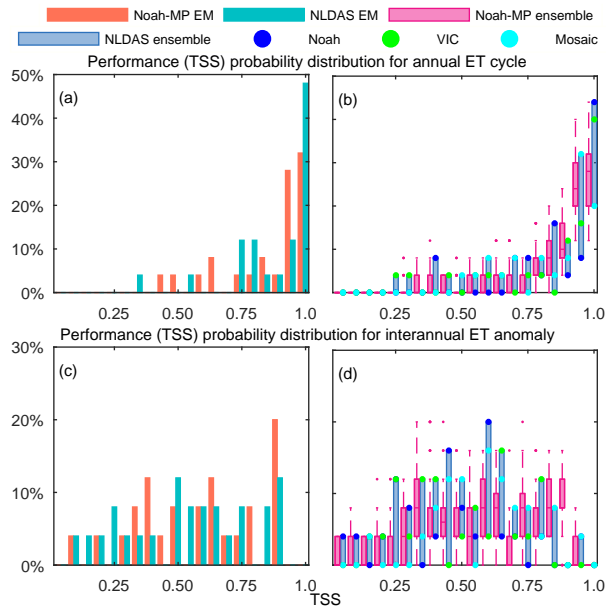 Noah-MP EM NLDAS EM Noah-MP ensemble
NLDAS ensemble Noah VIC Mosaic
Performance (TSS) probability distribution for annual ET cycle
50%
40%
30%
20%
10%
0%
(a)
(b)
0.25 0.50 0.75 1.0
0.25 0.50 0.75 1.0
Performance (TSS) probability distribution for interannual ET anomaly
30%
20%
10%
0%
(c)
(d)
0.25 0.50 0.75 1.0
0.25 0.50 0.75 1.0
TSS